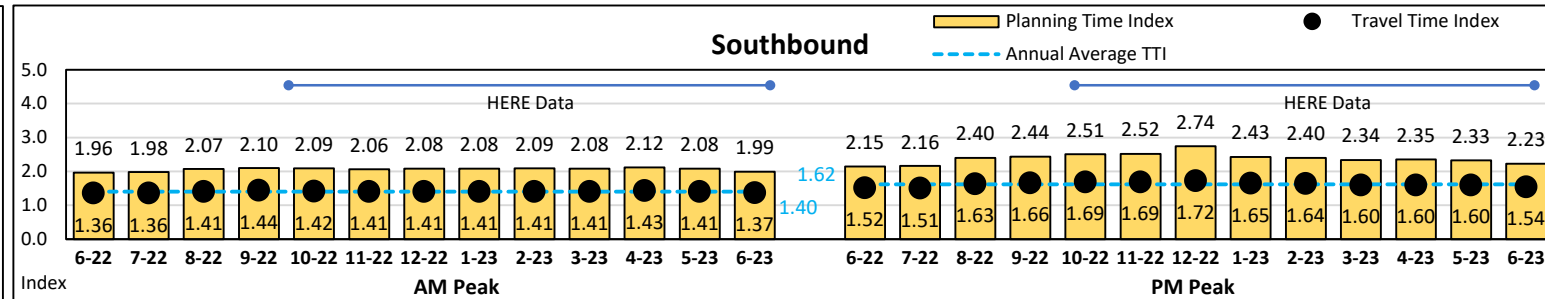 Planning Time Index
Travel Time Index
Southbound
Annual Average TTI
5.0
4.0
3.0
2.0
1.0
0.0
HERE Data
HERE Data
1.96 1.98 2.07 2.10 2.09 2.06 2.08 2.08 2.09 2.08 2.12 2.08 1.99
2.15 2.16 2.40 2.44 2.51 2.52 2.74 2.43 2.40 2.34 2.35 2.33 2.23
1.62
1.40
1.36 1.36 1.41 1.44 1.42 1.41 1.41 1.41 1.41 1.41 1.43 1.41 1.37
1.52 1.51 1.63 1.66 1.69 1.69 1.72 1.65 1.64 1.60 1.60 1.60 1.54
6-22 7-22 8-22 9-22 10-22 11-22 12-22 1-23 2-23 3-23 4-23 5-23 6-23
6-22 7-22 8-22 9-22 10-22 11-22 12-22 1-23 2-23 3-23 4-23 5-23 6-23
Index
AM Peak
PM Peak